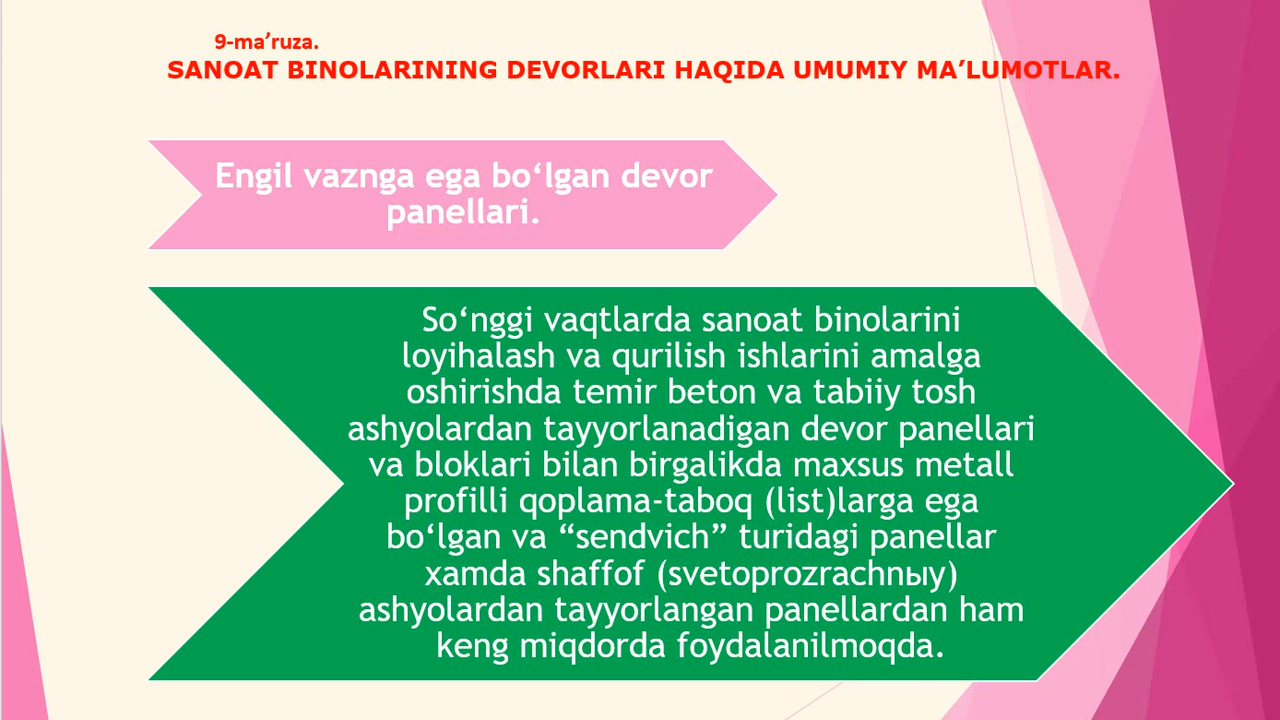 9-ma’ruza.
SANOAT BINOLARINING DEVORLARI HAQIDA UMUMIY MA’LUMOTLAR.
Engil vaznga ega bo‘lgan devor
panellari.
So‘nggi vaqtlarda sanoat binolarini
loyihalash va qurilish ishlarini amalga
oshirishda temir beton va tabiiy tosh
ashyolardan tayyorlanadigan devor panellari
va bloklari bilan birgalikda maxsus metall
profilli qoplama-taboq (list)larga ega
bo‘lgan va “sendvich” turidagi panellar
xamda shaffof (svetoprozrachnыy)
ashyolardan tayyorlangan panellardan ham
keng miqdorda foydalanilmoqda.